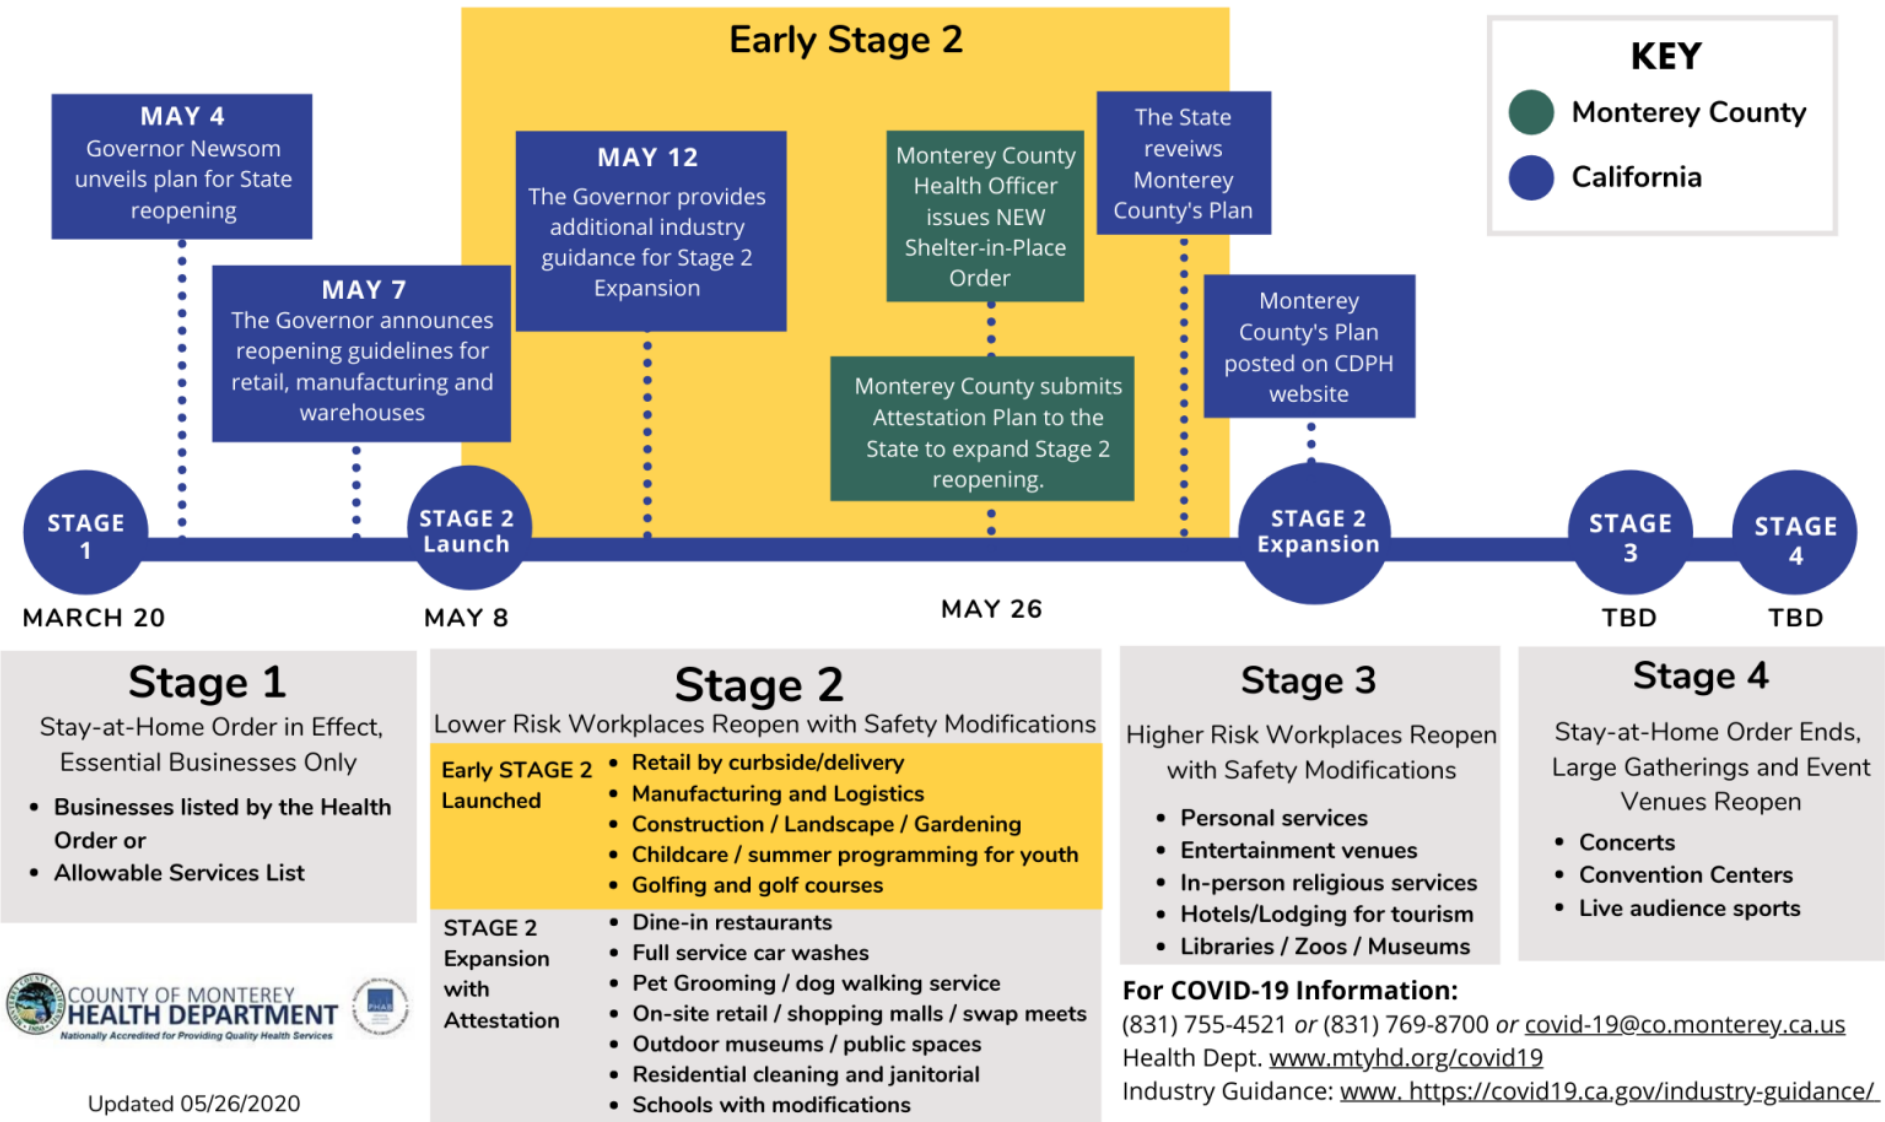 Early Stage 2
KEY
Monterey County
California
MAY 4
Governor Newsom
unveils plan for State
reopening
MAY 7
The Governor announces
reopening guidelines for
retail, manufacturing and
warehouses
MAY 12
The Governor provides
additional industry
guidance for Stage 2
Expansion
Monterey County
Health Officer
issues NEW
Shelter-in-Place
Order
Monterey County submits
Attestation Plan to the
State to expand Stage 2
reopening.
The State
reveiws
Monterey
County's Plan
Monterey
County's Plan
posted on CDPH
website
STAGE
1
STAGE 2
Launch
STAGE 2
Expansion
STAGE
3
STAGE
4
MARCH 20
MAY 8
MAY 26
TBD
TBD
Stage 1
Stay-at-Home Order in Effect,
Essential Businesses Only
• Businesses listed by the Health
Order or
• Allowable Services List
Stage 2
Lower Risk Workplaces Reopen with Safety Modifications
Early STAGE 2
Launched
• Retail by curbside/delivery
• Manufacturing and Logistics
• Construction / Landscape / Gardening
• Childcare / summer programming for youth
• Golfing and golf courses
STAGE 2
Expansion
with
Attestation
• Dine-in restaurants
• Full service car washes
• Pet Grooming / dog walking service
• On-site retail / shopping malls / swap meets
• Outdoor museums / public spaces
• Residential cleaning and janitorial
• Schools with modifications
Stage 3
Higher Risk Workplaces Reopen
with Safety Modifications
• Personal services
• Entertainment venues
• In-person religious services
• Hotels/Lodging for tourism
• Libraries / Zoos / Museums
Stage 4
Stay-at-Home Order Ends,
Large Gatherings and Event
Venues Reopen
• Concerts
• Convention Centers
• Live audience sports
COUNTY OF MONTEREY
HEALTH DEPARTMENT
Nationally Accredited for Providing Quality Health Services
PHAB
Updated 05/26/2020
For COVID-19 Information:
(831) 755-4521 or (831) 769-8700 or covid-19@co.monterey.ca.us
Health Dept. www.mtyhd.org/covid19
Industry Guidance: www. https://covid19.ca.gov/industry-guidance/